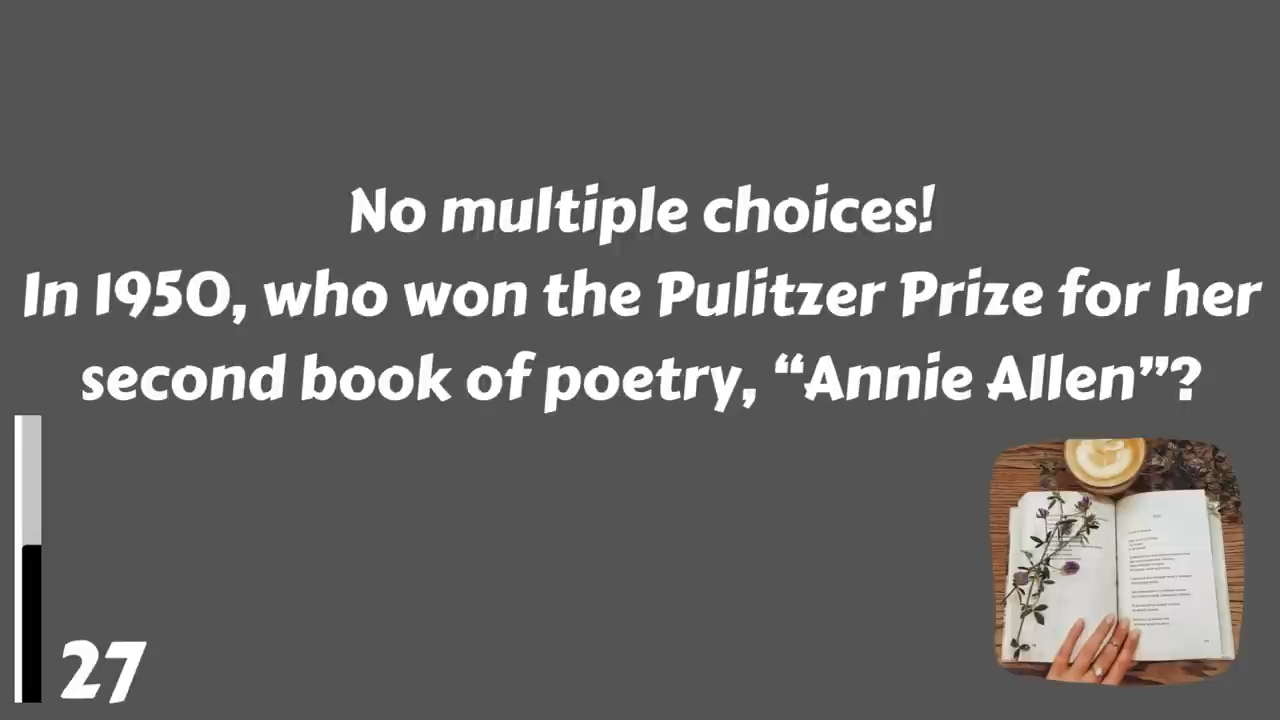 No multiple choices!
In 1950, who won the Pulitzer Prize for her
second book of poetry, “Annie Allen”?
27